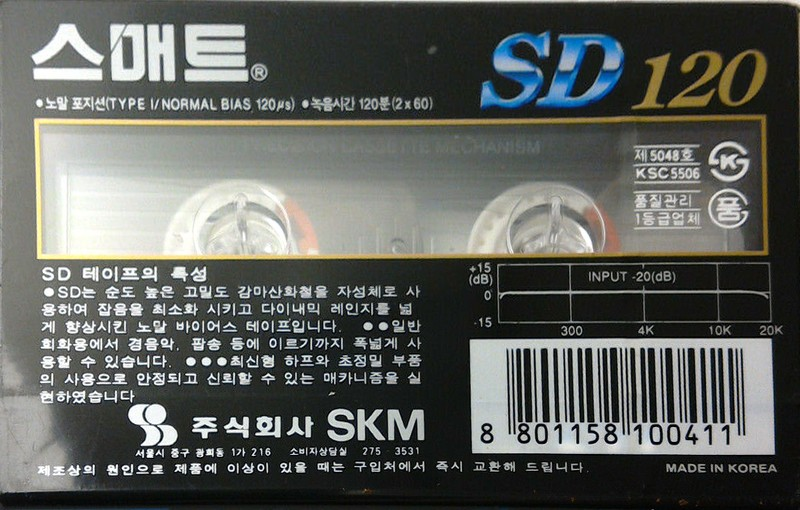 스매트®
SD 120
•노말 포지션(TYPE I/NORMAL BIAS, 120μs) •녹음시간 120분(2x60)
PRECISION CASSETTE MECHANISM
제 5048호
KSC 5506
K
품질관리
1등급업체
품
SD 테이프의 특성
●SD는 순도 높은 고밀도 감마산화철을 자성체로 사
용하여 잡음을 최소화 시키고 다이내믹 레인지를 넓
게 향상시킨 노말 바이어스 테이프입니다. ●●일반
회화용에서 경음악, 팝송 등에 이르기까지 폭넓게 사
용할 수 있습니다. ●●●최신형 하프와 초정밀 부품
의 사용으로 안정되고 신뢰할 수 있는 매카니즘을 실
현하였습니다
+15
(dB)
0
-15
INPUT -20(dB)
300 4K 10K 20K
주식회사 SKM
서울시 중구 광희동 1가 216 소비자상담실 275-3531
8 801158 100411
제조상의 원인으로 제품에 이상이 있을 때는 구입처에서 즉시 교환해 드립니다.
MADE IN KOREA